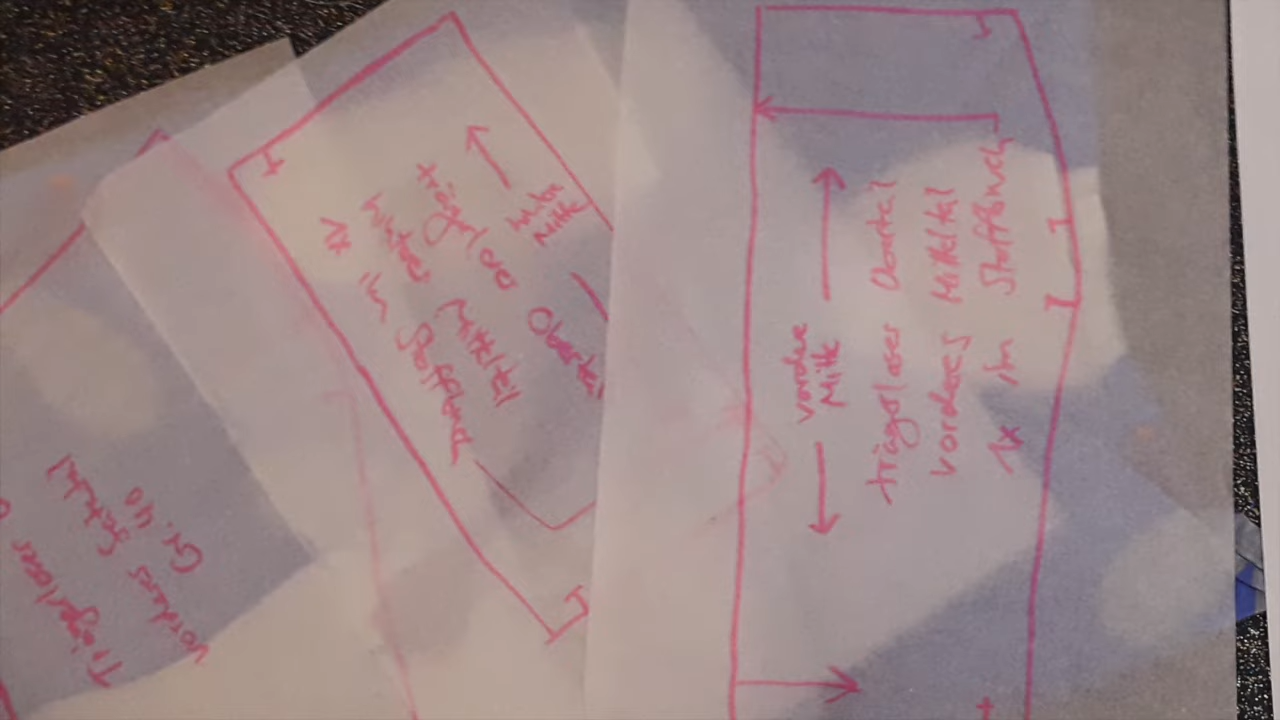 vordere
Mitte
trägerloses Oberteil
vorderes Mittelteil
1x im Stoffbruch
hintere
Mitte
trägerloses
hinteres Mittelteil
1x im Stoffbruch
Trägerloses
vorderes Seitenteil
Gr. 40